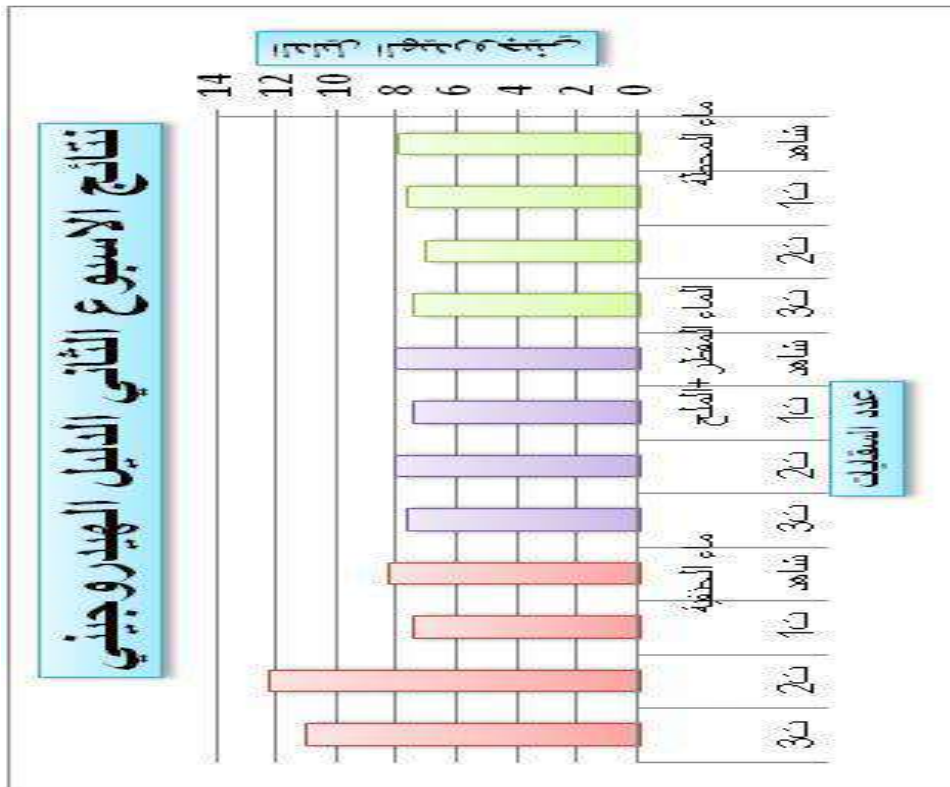 نتائج الاسبوع الثاني الدليل الهيدروجيني
14
12
10
8
6
4
2
0
شاهد
ت1
ت2
ت3
شاهد
ت1
ت2
ت3
شاهد
ت1
ت2
ت3
ماء المحطة
الماء المقطر +الملح
ماء الحنفية
عدد